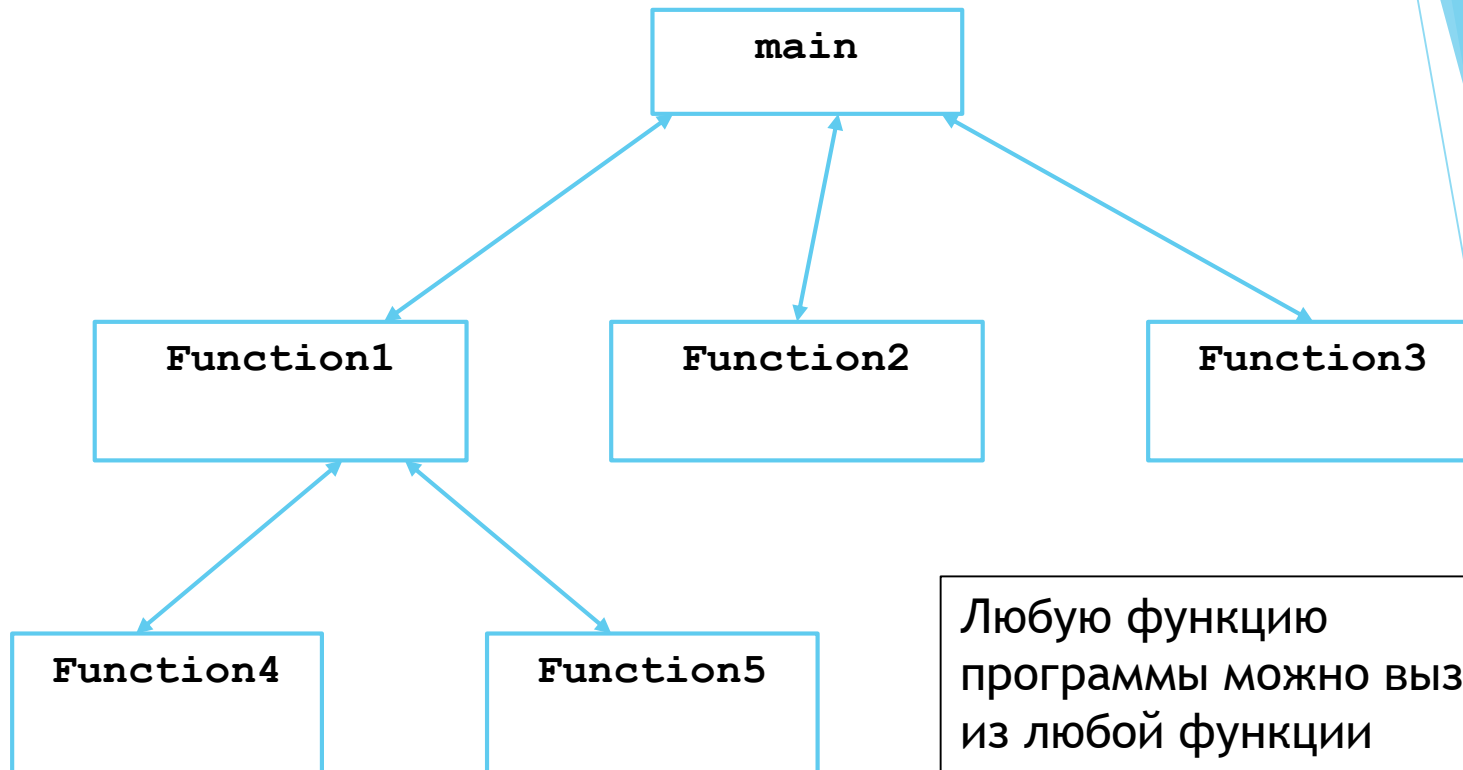 main
Function1
Function2
Function3
Function4
Function5
Любую функцию
программы можно выз
из любой функции